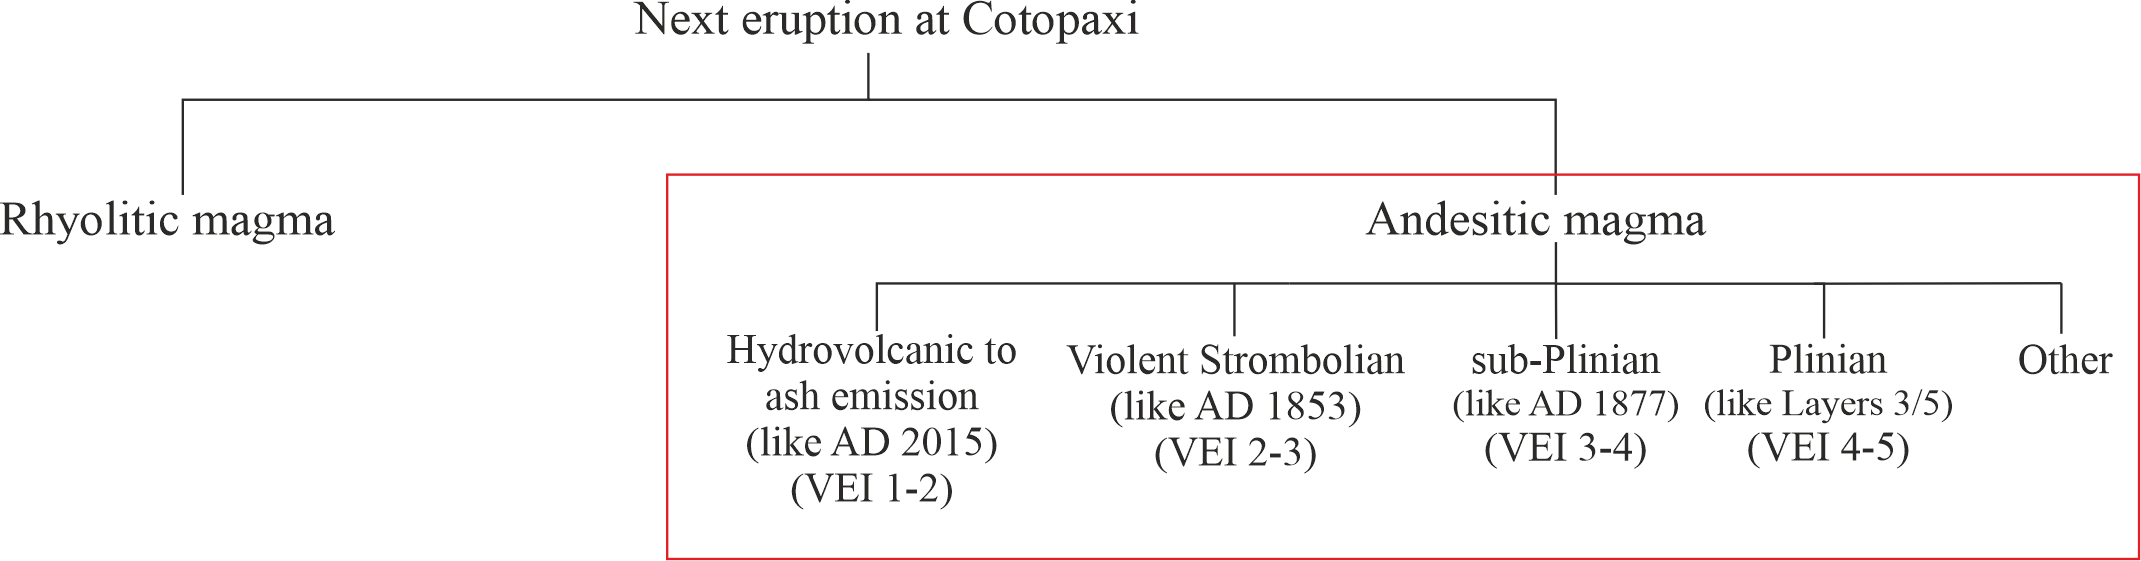 Next eruption at Cotopaxi
Rhyolitic magma
Andesitic magma
Hydrovolcanic to
ash emission
(like AD 2015)
(VEI 1-2)
Violent Strombolian
(like AD 1853)
(VEI 2-3)
sub-Plinian
(like AD 1877)
(VEI 3-4)
Plinian
(like Layers 3/5)
(VEI 4-5)
Other